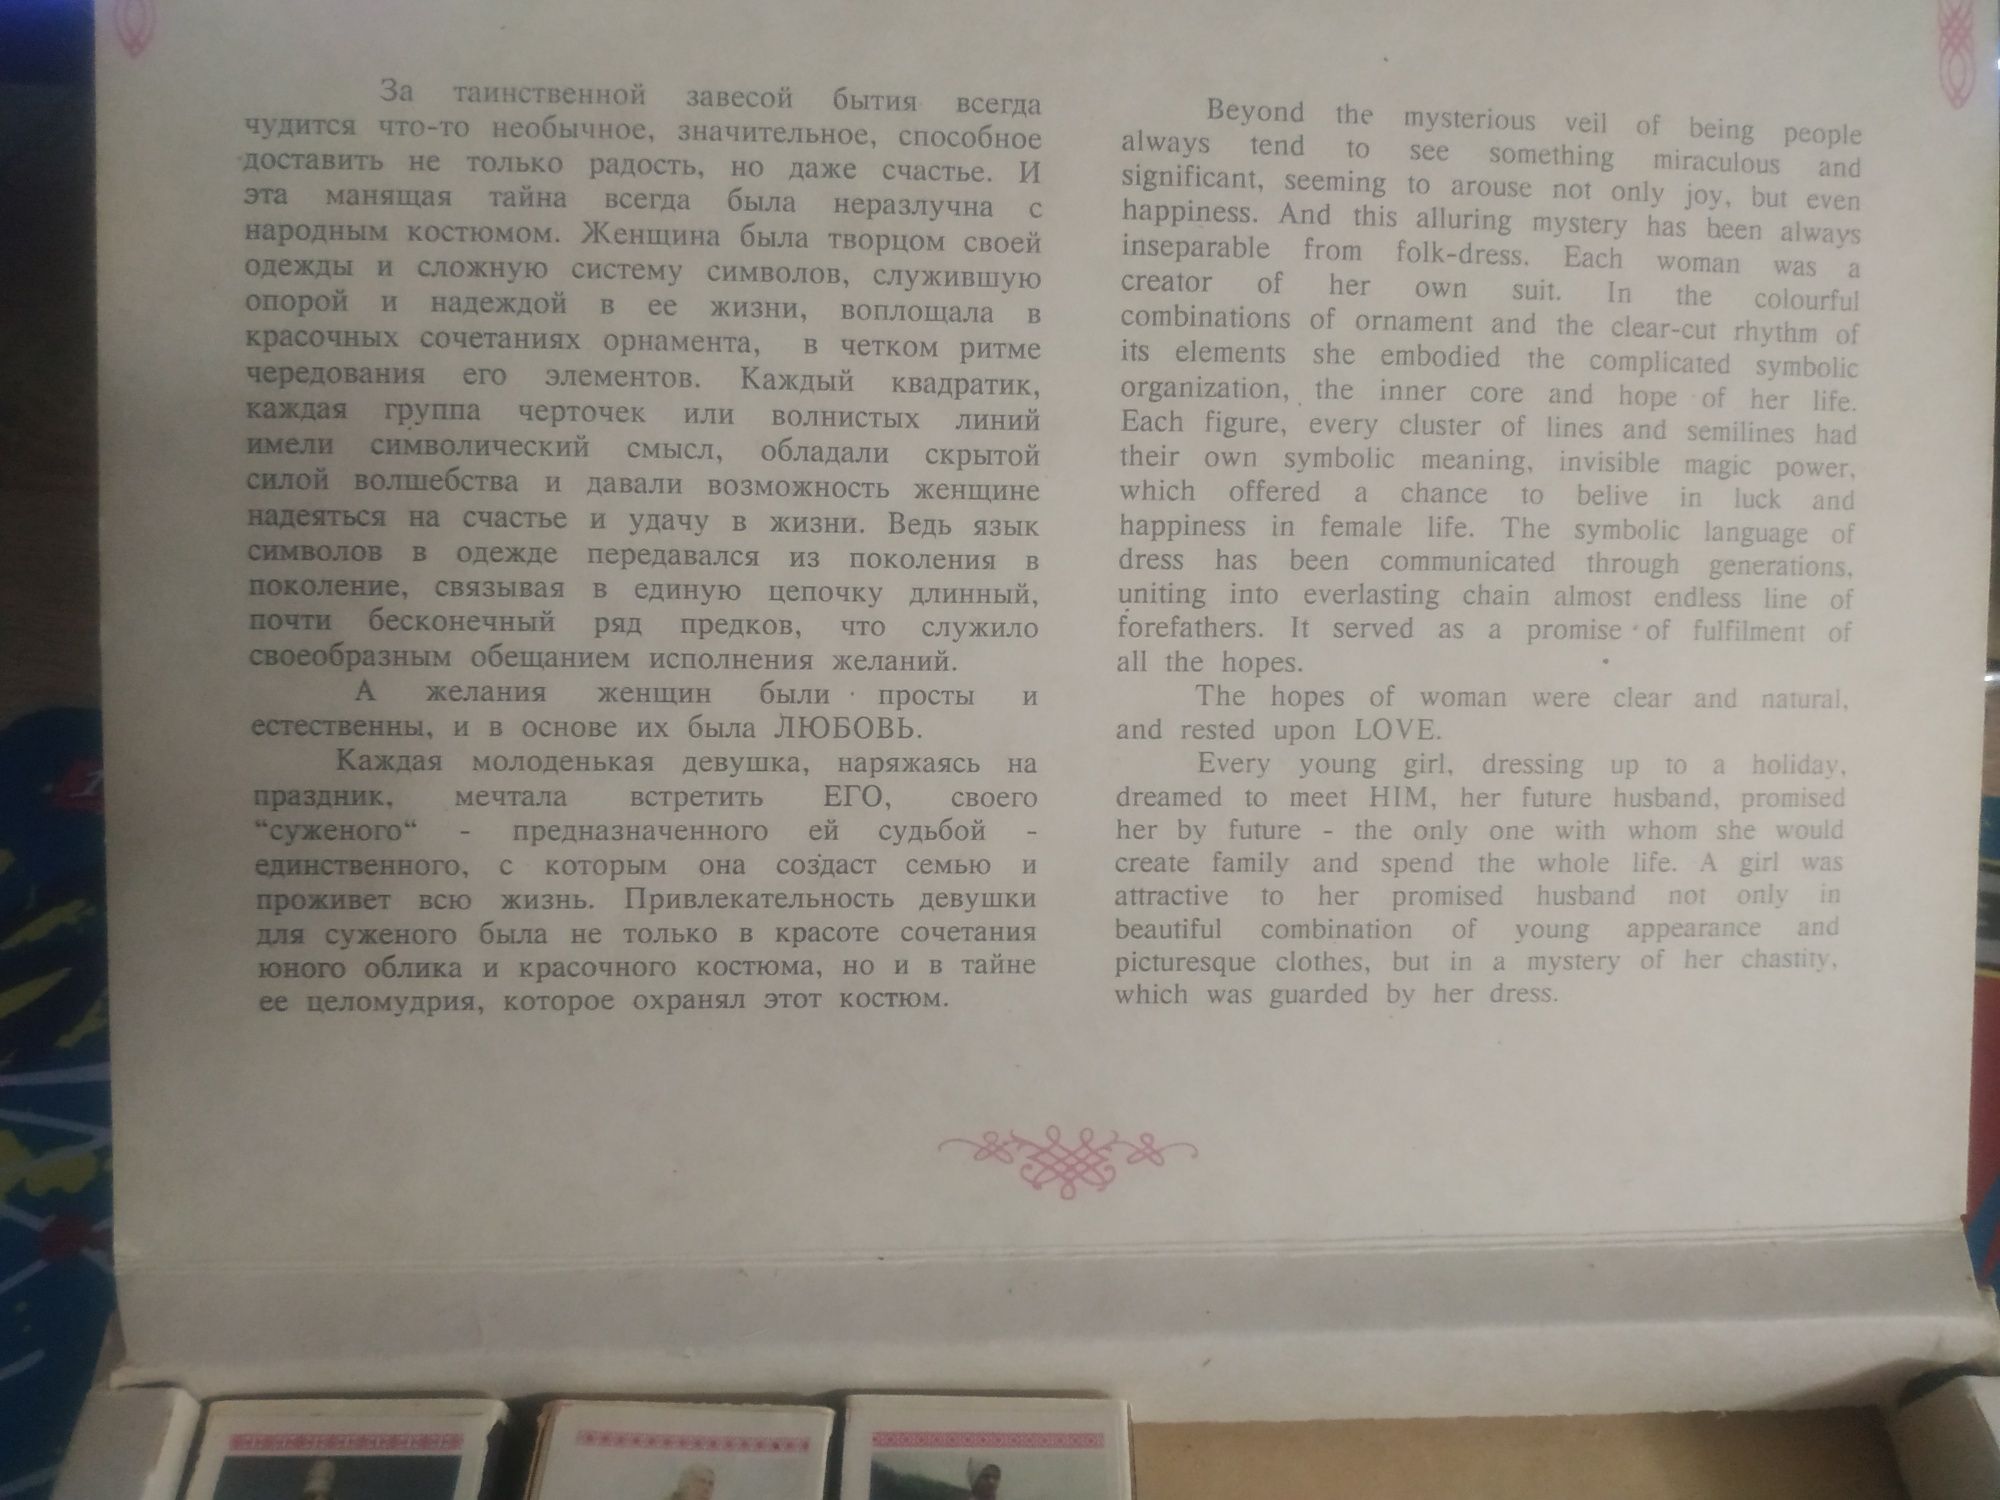 За таинственной завесой бытия всегда
чудится что-то необычное, значительное, способное
доставить не только радость, но даже счастье. И
эта манящая тайна всегда была неразлучна с
народным костюмом. Женщина была творцом своей
одежды и сложную систему символов, служившую
опорой и надеждой в ее жизни, воплощала в
красочных сочетаниях орнамента, в четком ритме
чередования его элементов. Каждый квадратик,
каждая группа черточек или волнистых линий
имели символический смысл, обладали скрытой
силой волшебства и давали возможность женщине
надеяться на счастье и удачу в жизни. Ведь язык
символов в одежде передавался из поколения в
поколение, связывая в единую цепочку длинный,
почти бесконечный ряд предков, что служило
своеобразным обещанием исполнения желаний.
А желания женщин были просты и
естественны, и в основе их была ЛЮБОВЬ.
Каждая молоденькая девушка, наряжаясь на
праздник, мечтала встретить ЕГО, своего
“суженого“ - предназначенного ей судьбой -
единственного, с которым она создаст семью и
проживет всю жизнь. Привлекательность девушки
для суженого была не только в красоте сочетания
юного облика и красочного костюма, но и в тайне
ее целомудрия, которое охранял этот костюм.
Beyond the mysterious veil of being people
always tend to see something miraculous and
significant, seeming to arouse not only joy, but even
happiness. And this alluring mystery has been always
inseparable from folk-dress. Each woman was a
creator of her own suit. In the colourful
combinations of ornament and the clear-cut rhythm of
its elements she embodied the complicated symbolic
organization, the inner core and hope of her life.
Each figure, every cluster of lines and semilines had
their own symbolic meaning, invisible magic power,
which offered a chance to belive in luck and
happiness in female life. The symbolic language of
dress has been communicated through generations,
uniting into everlasting chain almost endless line of
forefathers. It served as a promise of fulfilment of
all the hopes.
The hopes of woman were clear and natural,
and rested upon LOVE.
Every young girl, dressing up to a holiday,
dreamed to meet HIM, her future husband, promised
her by future - the only one with whom she would
create family and spend the whole life. A girl was
attractive to her promised husband not only in
beautiful combination of young appearance and
picturesque clothes, but in a mystery of her chastity,
which was guarded by her dress.